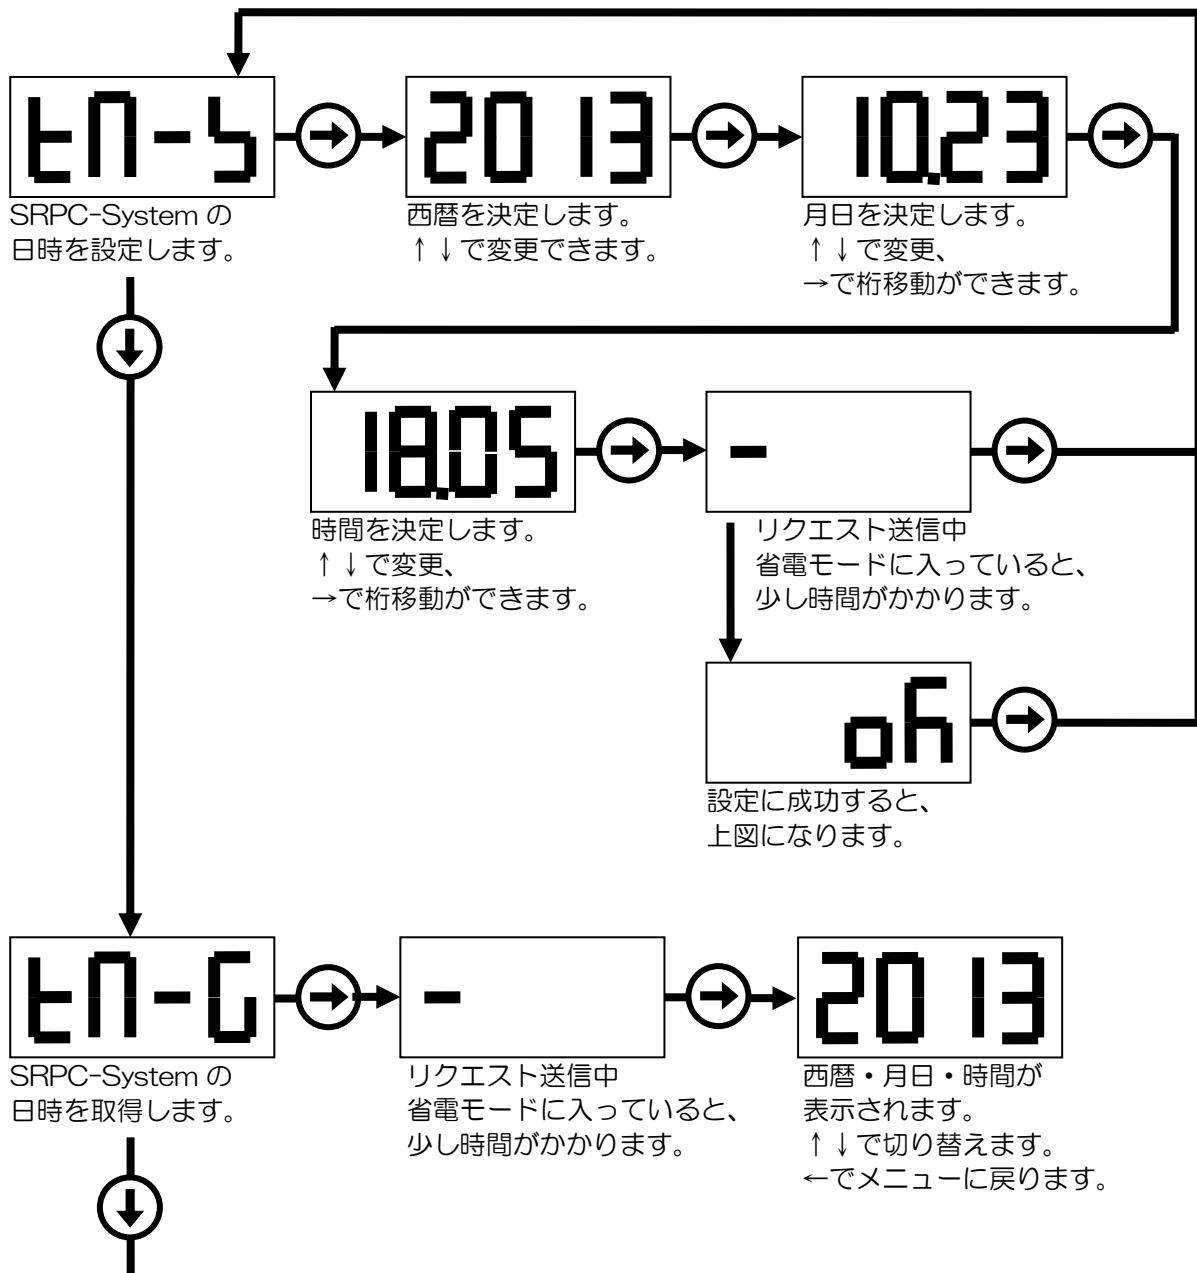 tM-S
2013
10.23
SRPC-System の
日時を設定します。
西暦を決定します。
↑↓で変更できます。
月日を決定します。
↑↓で変更、
→で桁移動ができます。
18.05
-
時間を決定します。
↑↓で変更、
→で桁移動ができます。
リクエスト送信中
省電モードに入っていると、
少し時間がかかります。
oK
設定に成功すると、
上図になります。
tM-G
-
2013
SRPC-System の
日時を取得します。
リクエスト送信中
省電モードに入っていると、
少し時間がかかります。
西暦・月日・時間が
表示されます。
↑↓で切り替えます。
←でメニューに戻ります。